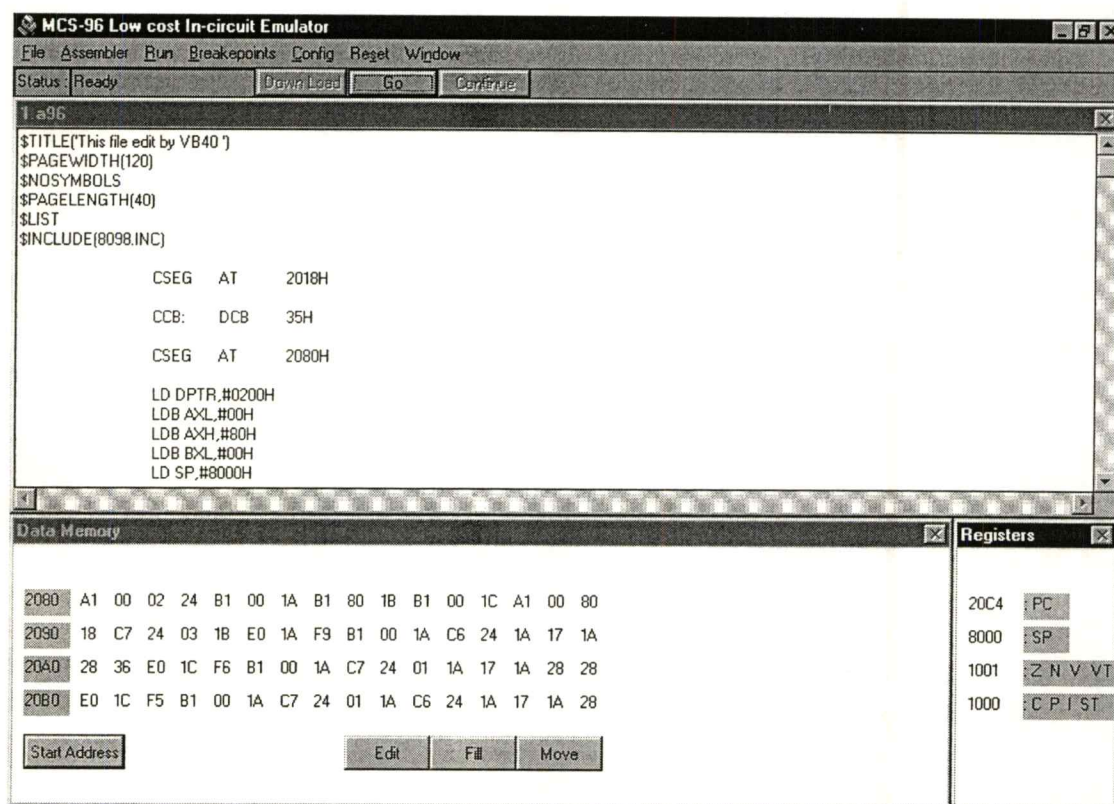 MCS-96 Low cost In-circuit Emulator
File Assembler Run Breakepoints Config Reset Window
Status : Ready Down Load Go Continue
1.a96
$TITLE("This file edit by VB40 ")
$PAGEWIDTH(120)
$NOSYMBOLS
$PAGELENGTH(40)
$LIST
$INCLUDE(8098.INC)
CSEG AT 2018H
CCB: DCB 35H
CSEG AT 2080H
LD DPTR,#0200H
LDB AXL,#00H
LDB AXH,#80H
LDB BXL,#00H
LD SP,#8000H
Data Memory
2080 A1 00 02 24 B1 00 1A B1 80 1B B1 00 1C A1 00 80
2090 18 C7 24 03 1B E0 1A F9 B1 00 1A C6 24 1A 17 1A
20A0 28 36 E0 1C F6 B1 00 1A C7 24 01 1A 17 1A 28 28
20B0 E0 1C F5 B1 00 1A C7 24 01 1A C6 24 1A 17 1A 28
Start Address Edit Fill Move
Registers
20C4 : PC
8000 : SP
1001 : Z N V VT
1000 : C P I ST